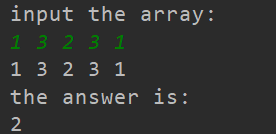 input the array:
1 3 2 3 1
1 3 2 3 1
the answer is:
2